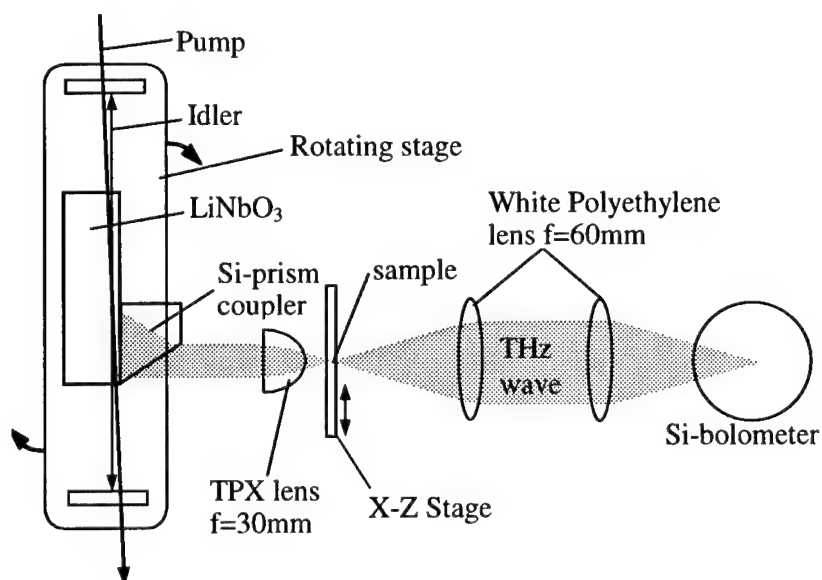 Pump
Idler
Rotating stage
LiNbO₃
White Polyethylene
lens f=60mm
Si-prism
coupler
sample
THz
wave
Si-bolometer
TPX lens
f=30mm
X-Z Stage